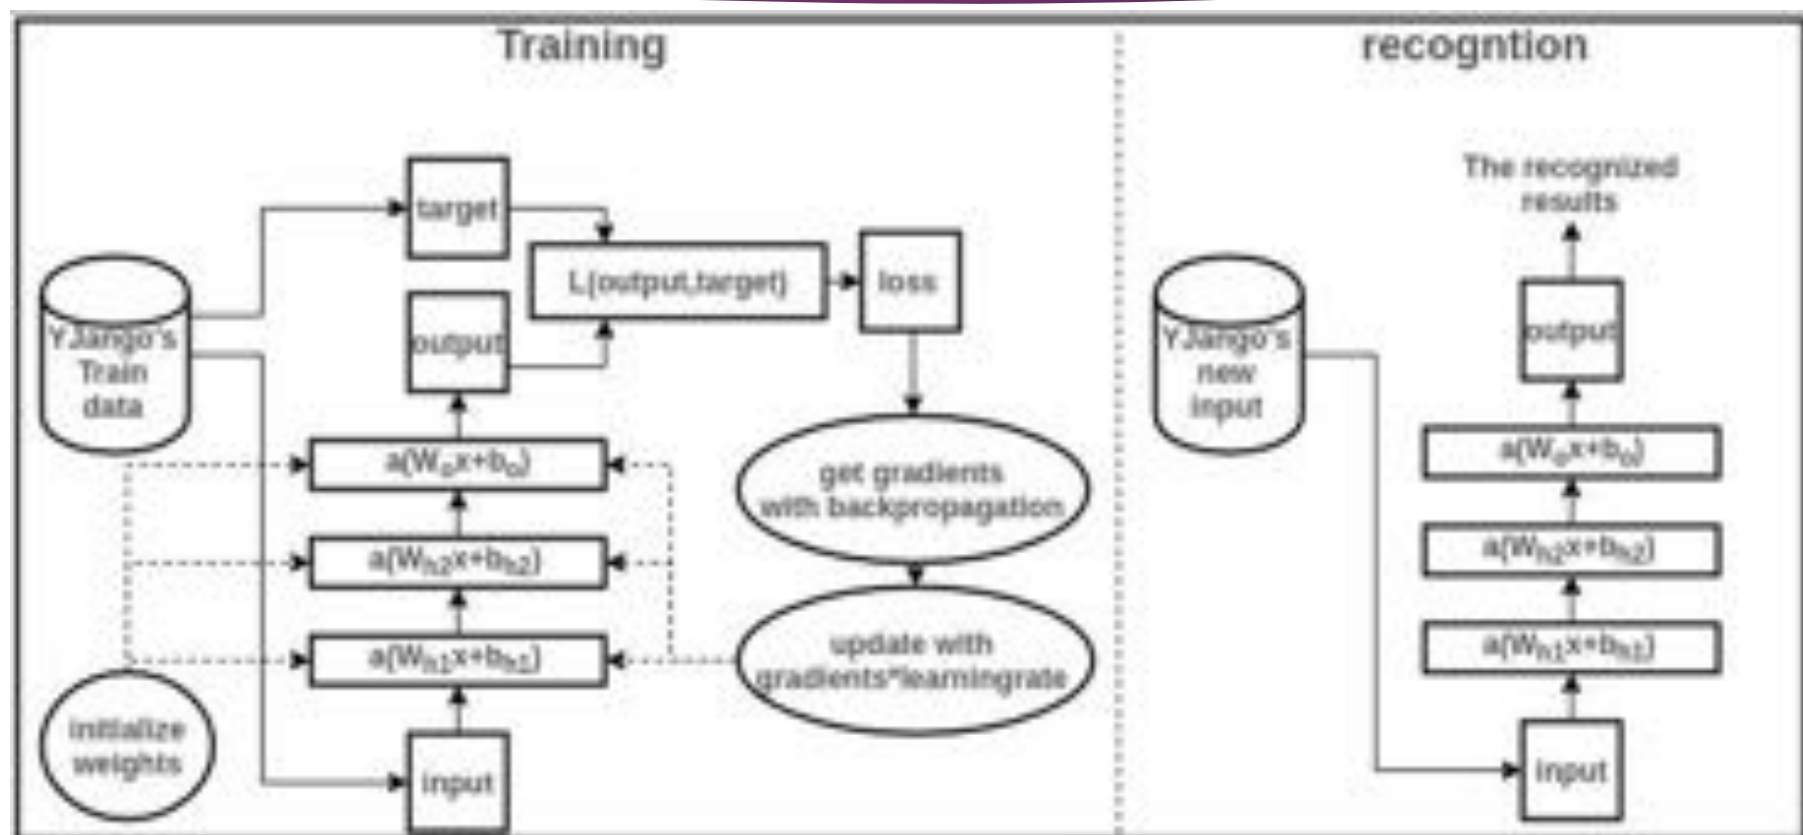 Training
target
L(output,target)
loss
output
YJango's
Train
data
a(Wₒx+bₒ)
get gradients
with backpropagation
a(Wh2x+bh2)
a(Wh1x+bh1)
update with
gradients*learningrate
initialize
weights
input
recogntion
The recognized
results
output
YJango's
new
input
a(Wₒx+bₒ)
a(Wh2x+bh2)
a(Wh1x+bh1)
input